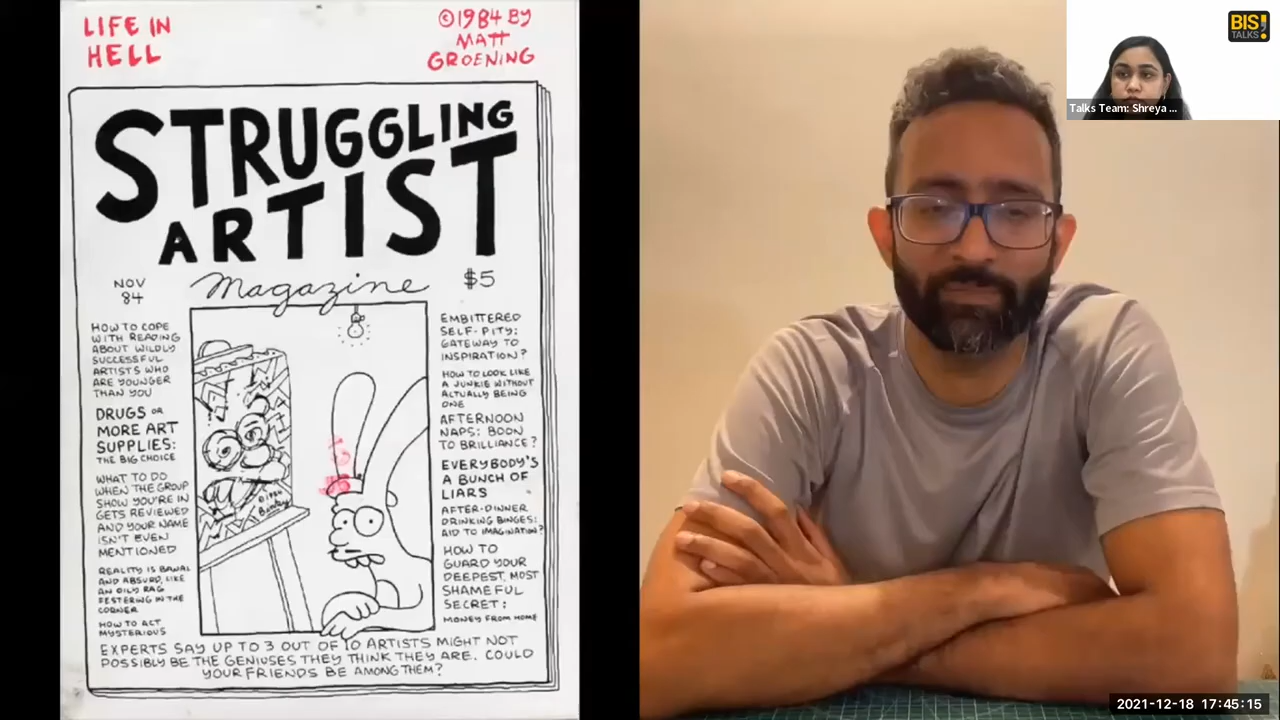 LIFE IN
HELL
©1984 BY
MATT
GROENING
STRUGGLING
ARTIST
Magazine
NOV
84
$5
HOW TO COPE
WITH READING
ABOUT WILDLY
SUCCESSFUL
ARTISTS WHO
ARE YOUNGER
THAN YOU
DRUGS OR
MORE ART
SUPPLIES:
THE BIG CHOICE
WHAT TO DO
WHEN THE GROUP
SHOW YOU'RE IN
GETS REVIEWED
AND YOUR NAME
ISN'T EVEN
MENTIONED
REALITY IS BANAL
AND ABSURD, LIKE
AN OILY RAG
FESTERING IN THE
CORNER
HOW TO ACT
MYSTERIOUS
EMBITTERED
SELF-PITY:
GATEWAY TO
INSPIRATION?
HOW TO LOOK LIKE
A JUNKIE WITHOUT
ACTUALLY BEING
ONE
AFTERNOON
NAPS: BOON
TO BRILLIANCE?
EVERYBODY'S
A BUNCH OF
LIARS
AFTER-DINNER
DRINKING BINGES:
AID TO IMAGINATION?
HOW TO
GUARD YOUR
DEEPEST, MOST
SHAMEFUL
SECRET:
MONEY FROM HOME
EXPERTS SAY UP TO 3 OUT OF 10 ARTISTS MIGHT NOT
POSSIBLY BE THE GENIUSES THEY THINK THEY ARE. COULD
YOUR FRIENDS BE AMONG THEM?
BIS!
TALKS
Talks Team: Shreya ...
2021-12-18 17:45:15